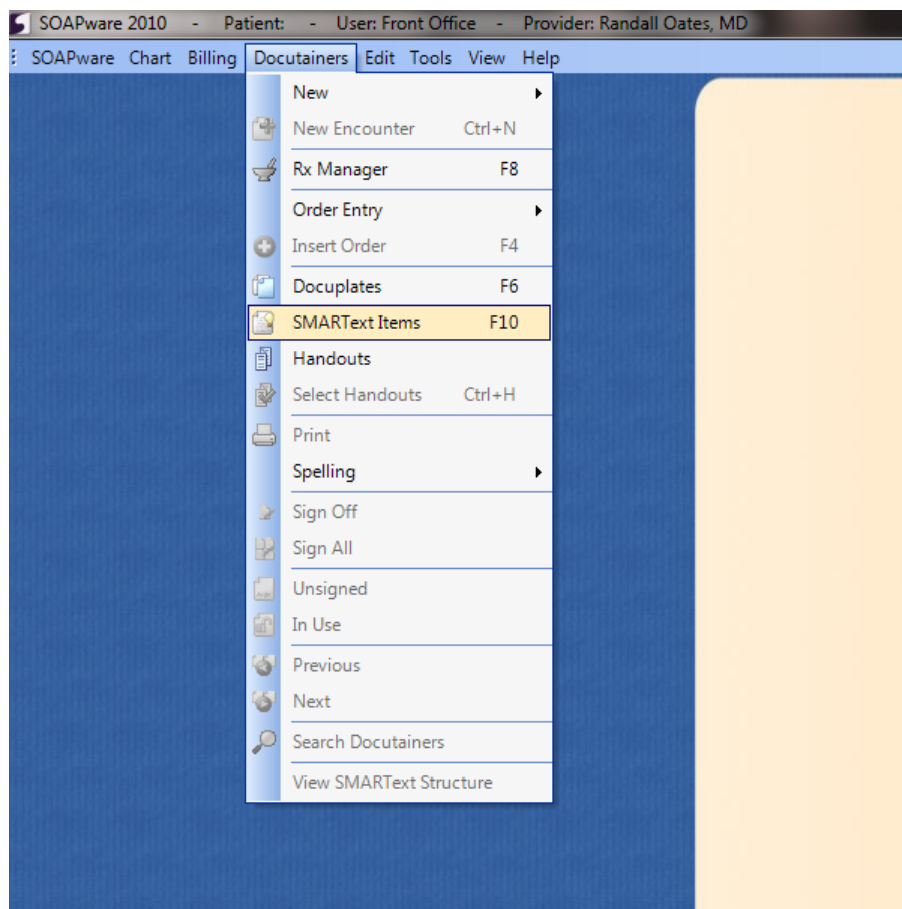 SOAPware 2010 - Patient: - User: Front Office - Provider: Randall Oates, MD
SOAPware Chart Billing Docutainers Edit Tools View Help
New
New Encounter Ctrl+N
Rx Manager F8
Order Entry
Insert Order F4
Docuplates F6
SMARText Items F10
Handouts
Select Handouts Ctrl+H
Print
Spelling
Sign Off
Sign All
Unsigned
In Use
Previous
Next
Search Docutainers
View SMARText Structure